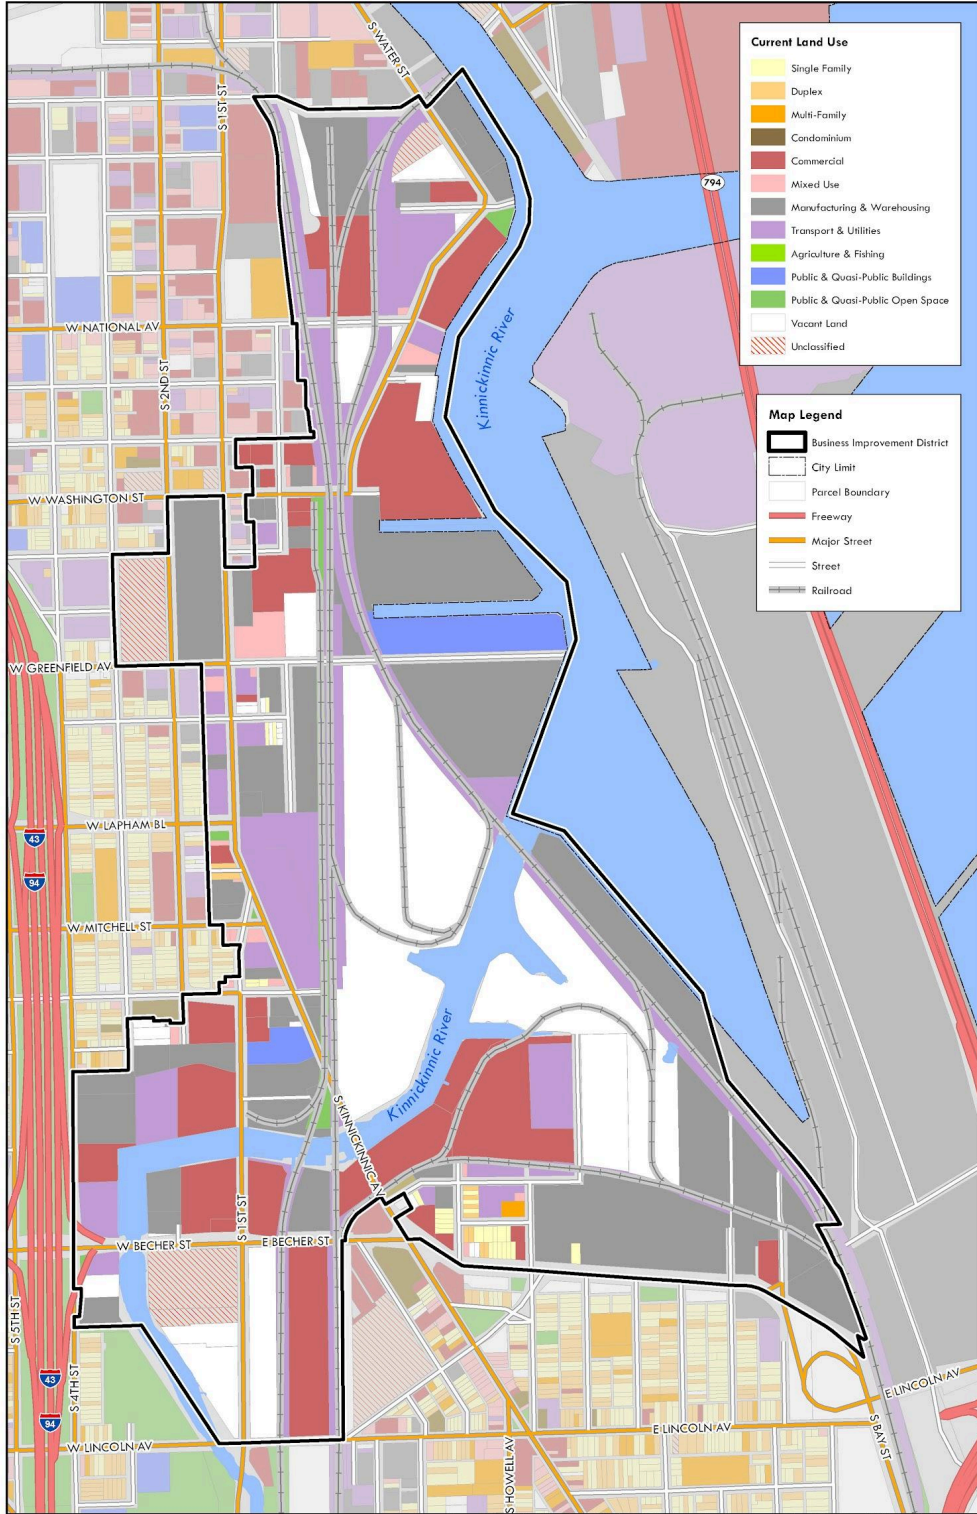 Current Land Use
Single Family
Duplex
Multi-Family
Condominium
Commercial
Mixed Use
Manufacturing & Warehousing
Transport & Utilities
Agriculture & Fishing
Public & Quasi-Public Buildings
Public & Quasi-Public Open Space
Vacant Land
Unclassified
Map Legend
Business Improvement District
City Limit
Parcel Boundary
Freeway
Major Street
Street
Railroad
S WATER ST
S 1ST ST
794
W NATIONAL AV
Kinnickinnic River
S 2ND ST
W WASHINGTON ST
W GREENFIELD AV
W LAPHAM BL
43
94
W MITCHELL ST
Kinnickinnic River
S KINNICKINNIC AV
S 1ST ST
W BECHER ST
E BECHER ST
S 5TH ST
S 4TH ST
43
94
W LINCOLN AV
E LINCOLN AV
E LINCOLN AV
S HOWELL AV
S BAY ST